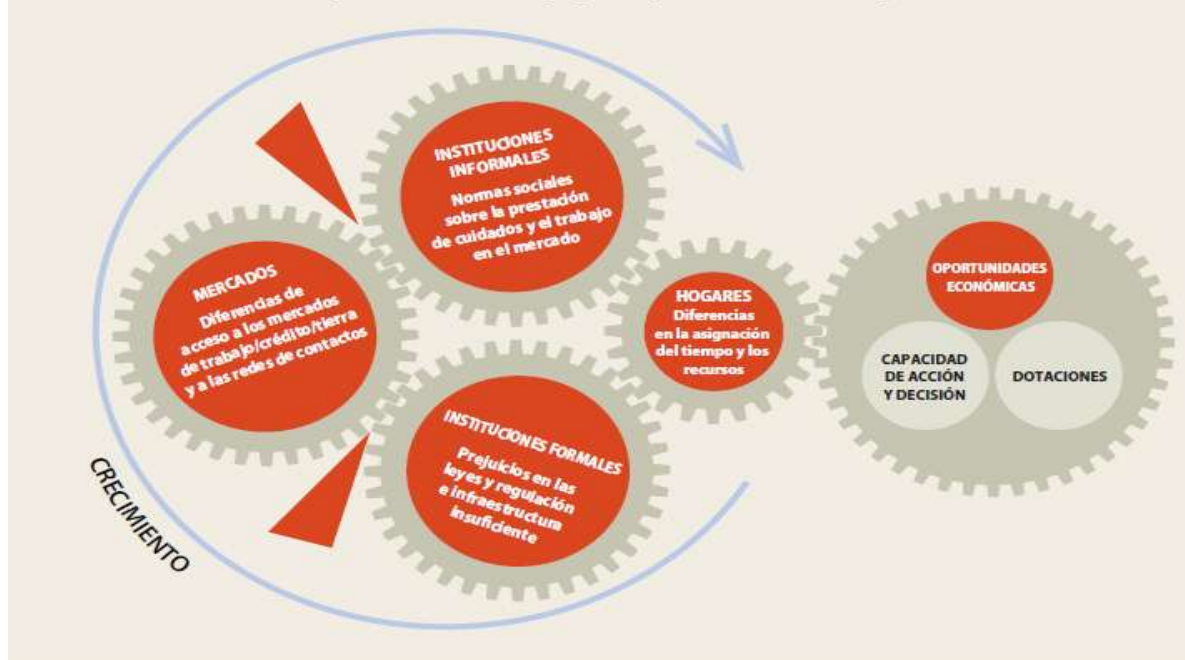 INSTITUCIONES
INFORMALES
Normas sociales
sobre la prestación
de cuidados y el trabajo
en el mercado
MERCADOS
Diferencias de
acceso a los mercados
de trabajo/crédito/tierra
y a las redes de contactos
HOGARES
Diferencias
en la asignación
del tiempo y los
recursos
OPORTUNIDADES
ECONÓMICAS
CAPACIDAD
DE ACCIÓN
Y DECISIÓN
DOTACIONES
INSTITUCIONES FORMALES
Prejuicios en las
leyes y regulación
e infraestructura
insuficiente
CRECIMIENTO